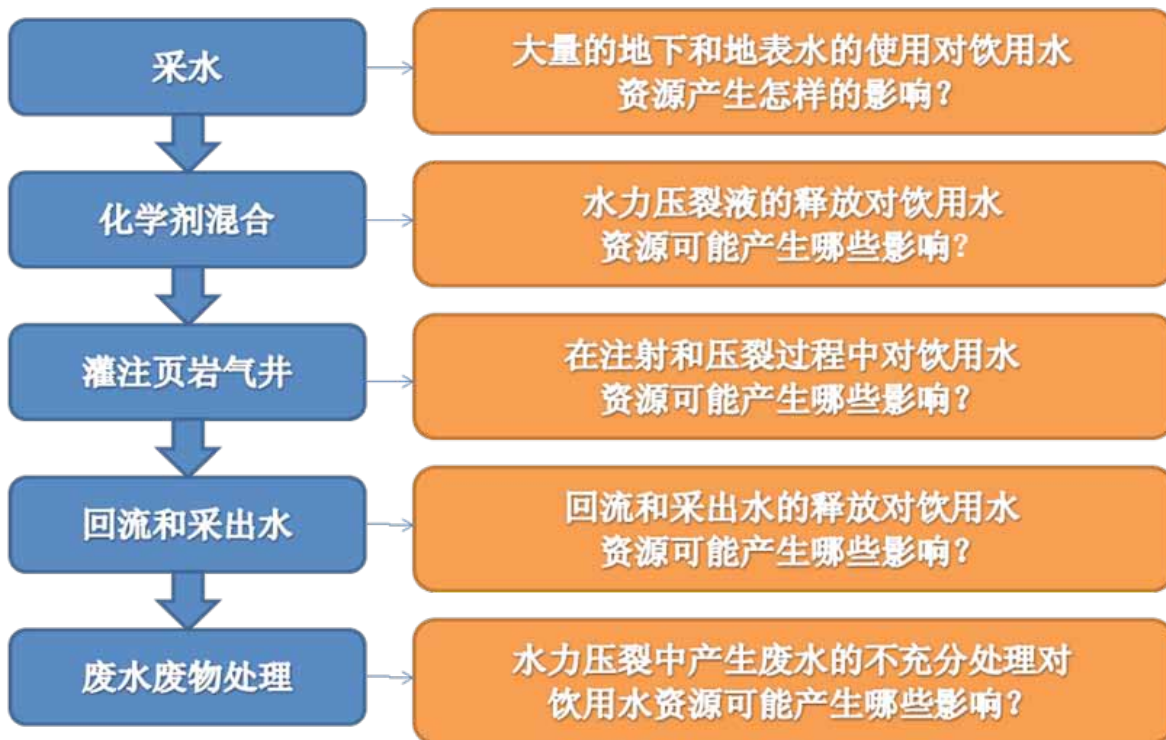 采水
大量的地下和地表水的使用对饮用水
资源产生怎样的影响？
化学剂混合
水力压裂液的释放对饮用水
资源可能产生哪些影响？
灌注页岩气井
在注射和压裂过程中对饮用水
资源可能产生哪些影响？
回流和采出水
回流和采出水的释放对饮用水
资源可能产生哪些影响？
废水废物处理
水力压裂中产生废水的不充分处理对
饮用水资源可能产生哪些影响？